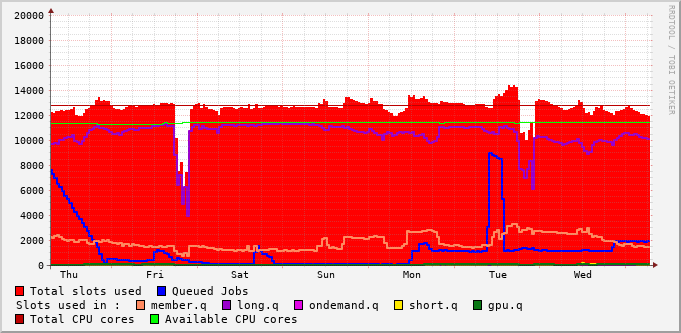 20000
18000
16000
14000
12000
10000
8000
6000
4000
2000
0
Thu Fri Sat Sun Mon Tue Wed
Total slots used Queued Jobs
Slots used in : member.q long.q ondemand.q short.q gpu.q
Total CPU cores Available CPU cores
RRDTOOL / TOBI OETIKER